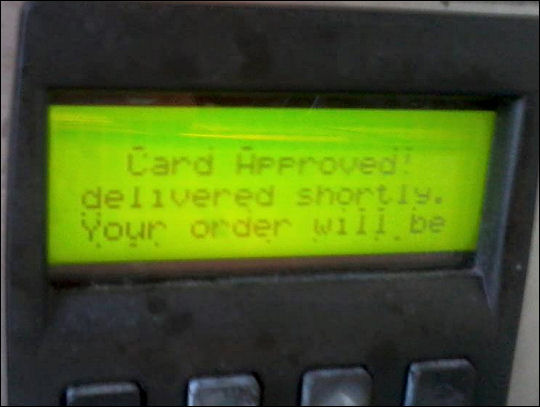 Card Approved!
delivered shortly.
Your order will be